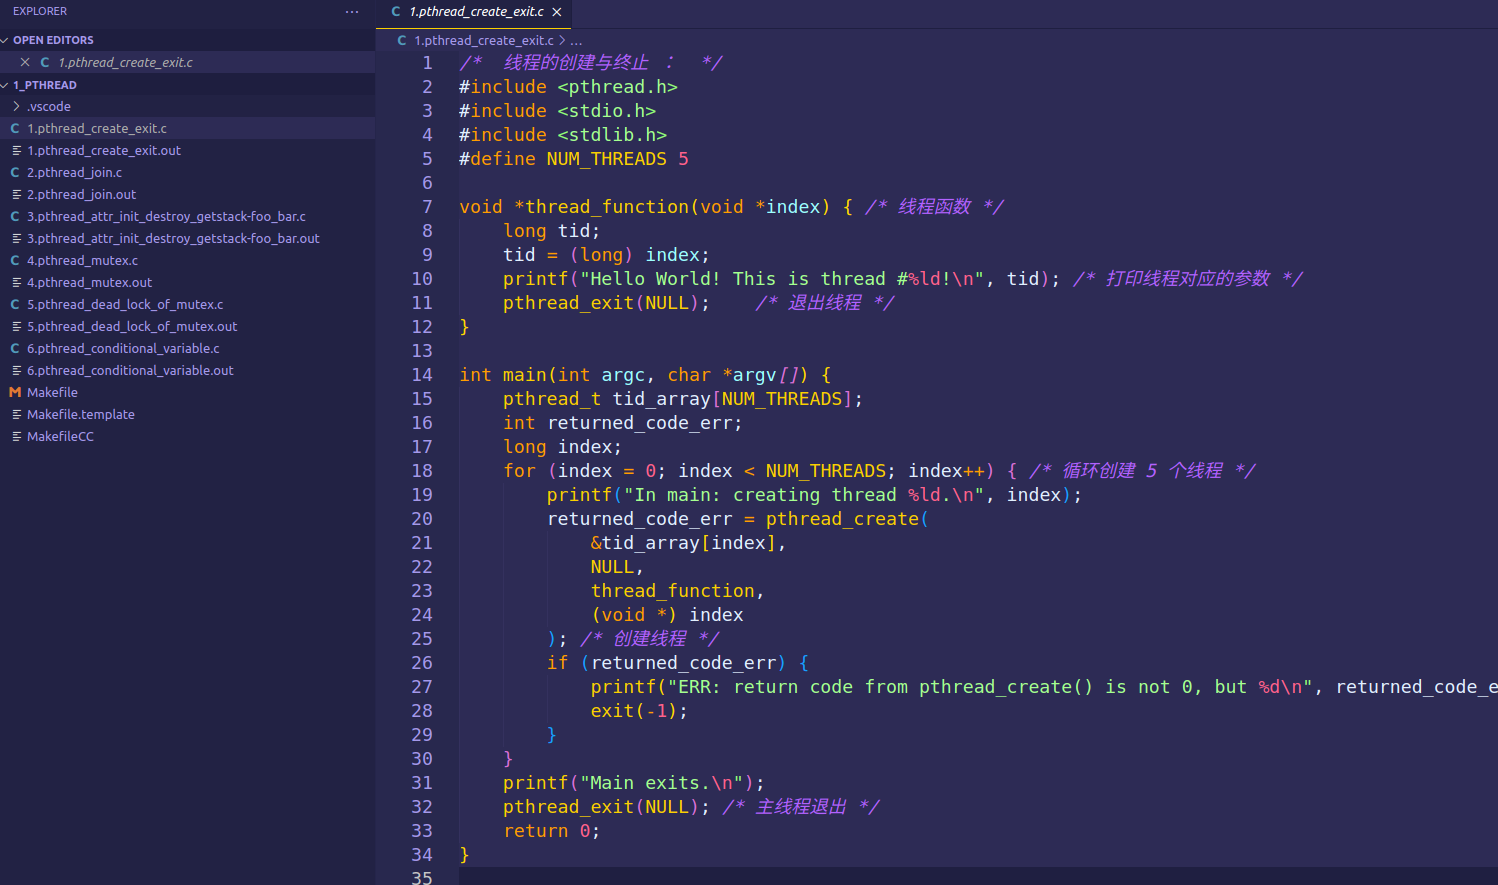 EXPLORER
···
OPEN EDITORS
C 1.pthread_create_exit.c
1_PTHREAD
.vscode
C 1.pthread_create_exit.c
1.pthread_create_exit.out
C 2.pthread_join.c
2.pthread_join.out
C 3.pthread_attr_init_destroy_getstack-foo_bar.c
3.pthread_attr_init_destroy_getstack-foo_bar.out
C 4.pthread_mutex.c
4.pthread_mutex.out
C 5.pthread_dead_lock_of_mutex.c
5.pthread_dead_lock_of_mutex.out
C 6.pthread_conditional_variable.c
6.pthread_conditional_variable.out
M Makefile
Makefile.template
MakefileCC
C 1.pthread_create_exit.c
C 1.pthread_create_exit.c > ...
1 /*  线程的创建与终止 ：  */
2 #include <pthread.h>
3 #include <stdio.h>
4 #include <stdlib.h>
5 #define NUM_THREADS 5
6
7 void *thread_function(void *index) { /* 线程函数 */
8     long tid;
9     tid = (long) index;
10     printf("Hello World! This is thread #%ld!\n", tid); /* 打印线程对应的参数 */
11     pthread_exit(NULL);    /* 退出线程 */
12 }
13
14 int main(int argc, char *argv[]) {
15     pthread_t tid_array[NUM_THREADS];
16     int returned_code_err;
17     long index;
18     for (index = 0; index < NUM_THREADS; index++) { /* 循环创建 5 个线程 */
19         printf("In main: creating thread %ld.\n", index);
20         returned_code_err = pthread_create(
21             &tid_array[index],
22             NULL,
23             thread_function,
24             (void *) index
25         ); /* 创建线程 */
26         if (returned_code_err) {
27             printf("ERR: return code from pthread_create() is not 0, but %d\n", returned_code_e
28             exit(-1);
29         }
30     }
31     printf("Main exits.\n");
32     pthread_exit(NULL); /* 主线程退出 */
33     return 0;
34 }
35